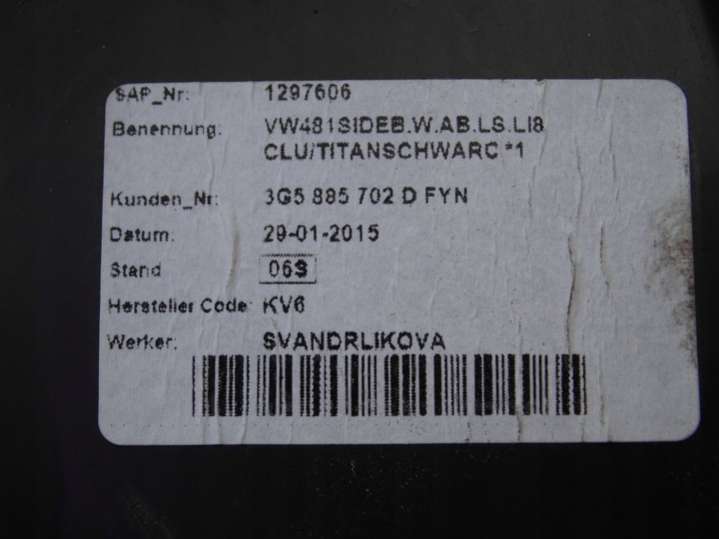 SAP_Nr: 1297606
Benennung: VW481SIDEB.W.AB.LS.LI8
CLU/TITANSCHWARC *1
Kunden_Nr: 3G5 885 702 D FYN
Datum: 29-01-2015
Stand 06S
Hersteller Code: KV6
Werker: SVANDRLIKOVA